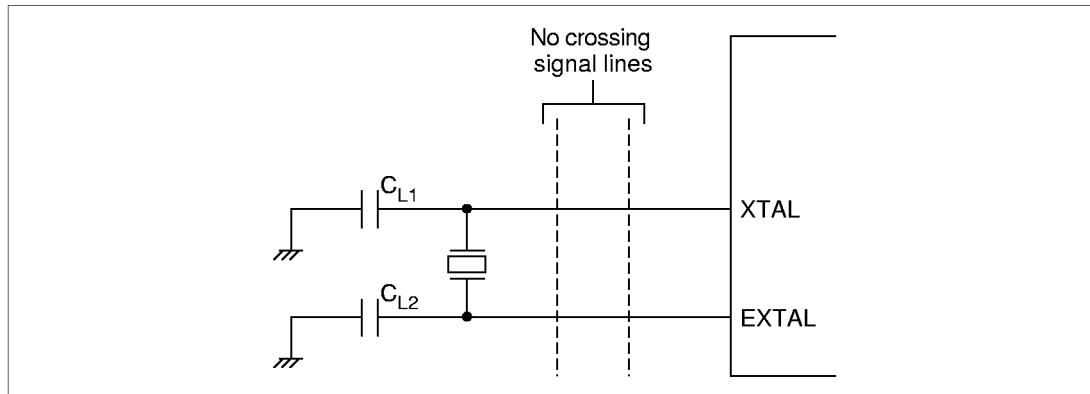 No crossing
signal lines
CL1
XTAL
CL2
EXTAL